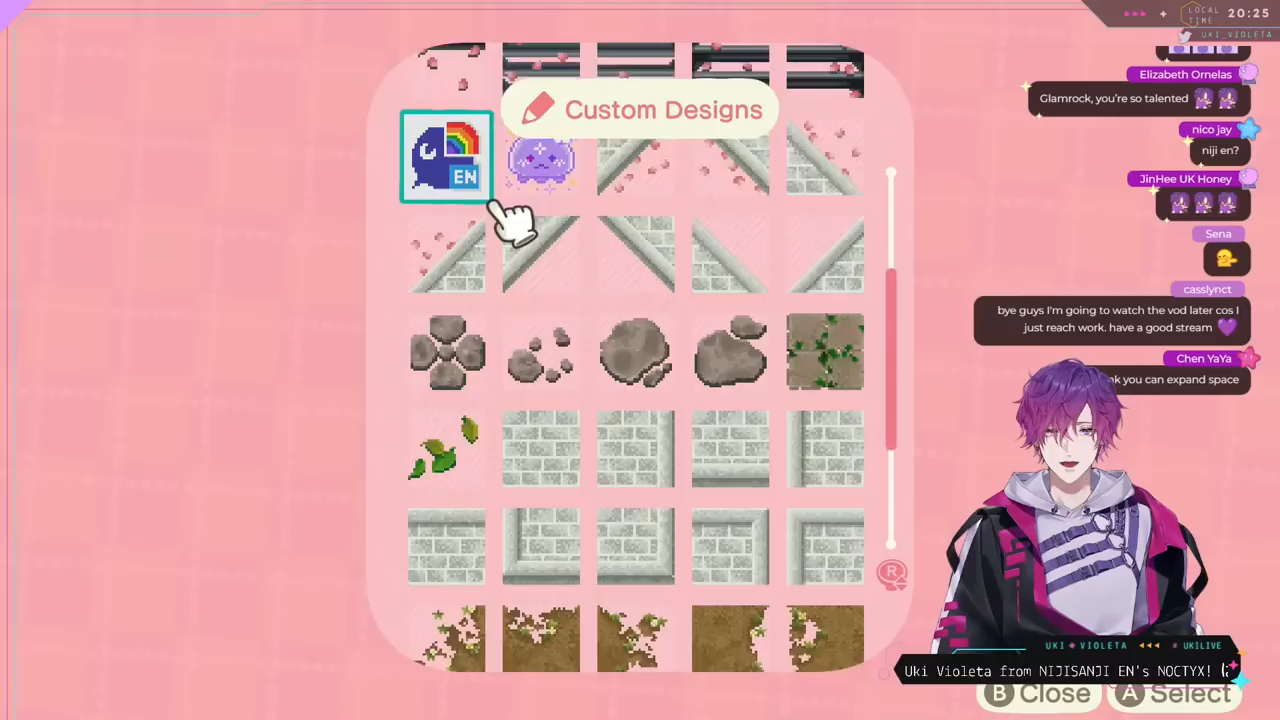 LOCAL
TIME
20:25
UKI_VIOLETA
Custom Designs
EN
Elizabeth Ornelas
Glamrock, you're so talented
nico jay
niji en?
JinHee UK Honey
Sena
casslynct
bye guys I'm going to watch the vod later cos I
just reach work. have a good stream
Chen YaYa
you can expand space
R
UKI VIOLETA
UKILIVE
Uki Violeta from NIJISANJI EN's NOCTYX!
B Close
A Select